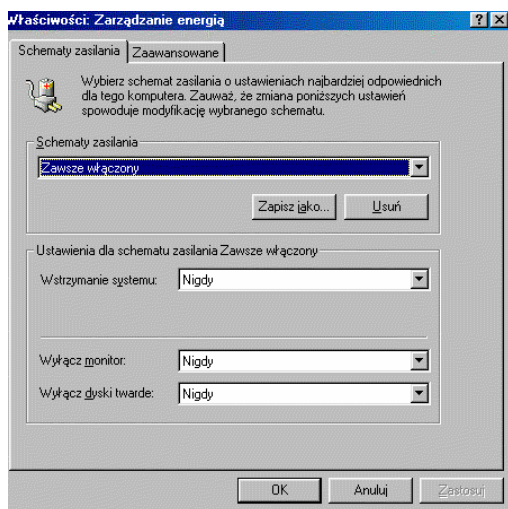 Właściwości: Zarządzanie energią
Schematy zasilania Zaawansowane
Wybierz schemat zasilania o ustawieniach najbardziej odpowiednich
dla tego komputera. Zauważ, że zmiana poniższych ustawień
spowoduje modyfikację wybranego schematu.
Schematy zasilania
Zawsze włączony
Zapisz jako... Usuń
Ustawienia dla schematu zasilania Zawsze włączony
Wstrzymanie systemu: Nigdy
Wyłącz monitor: Nigdy
Wyłącz dyski twarde: Nigdy
OK Anuluj Zastosuj